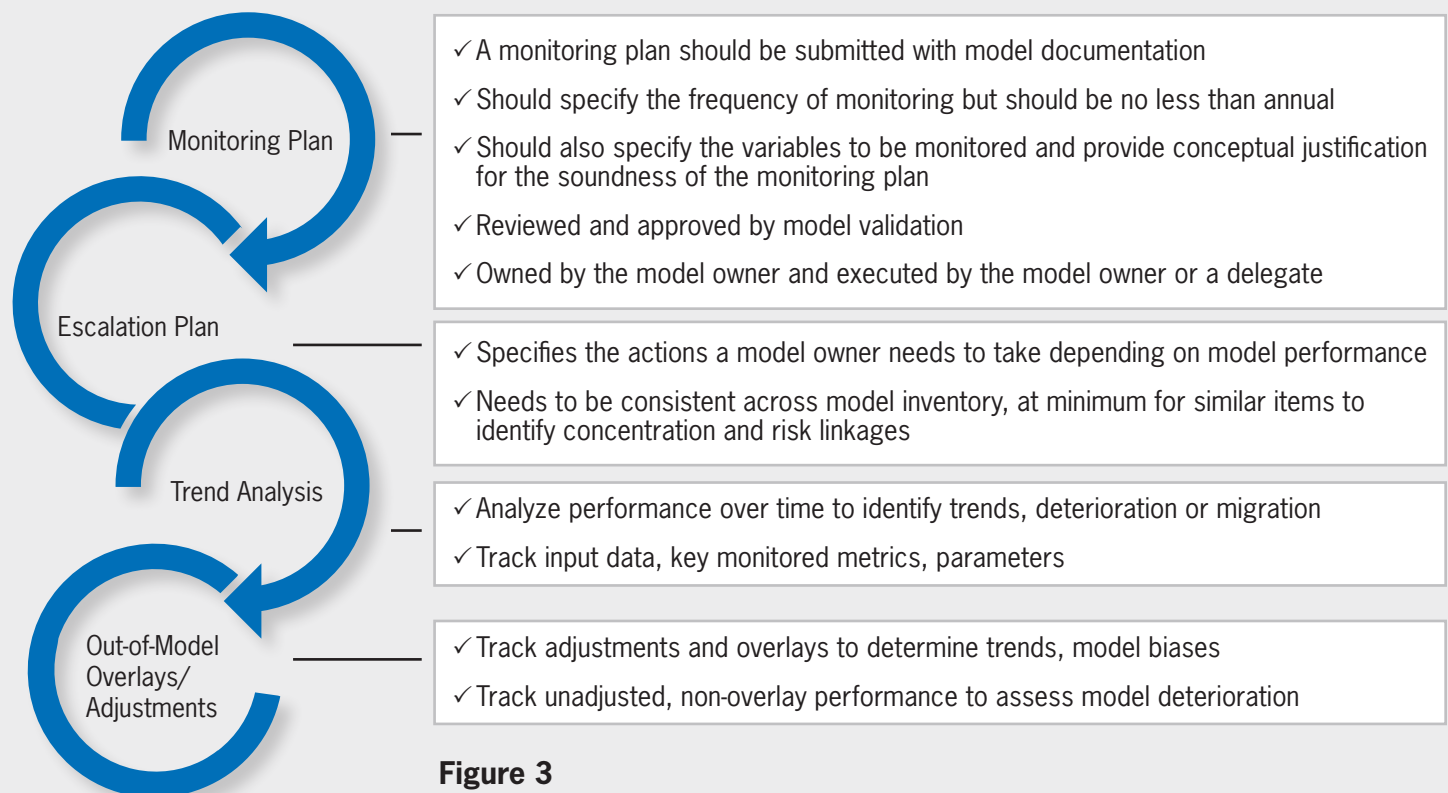 Monitoring Plan
✓ A monitoring plan should be submitted with model documentation
✓ Should specify the frequency of monitoring but should be no less than annual
✓ Should also specify the variables to be monitored and provide conceptual justification
for the soundness of the monitoring plan
✓ Reviewed and approved by model validation
✓ Owned by the model owner and executed by the model owner or a delegate
Escalation Plan
✓ Specifies the actions a model owner needs to take depending on model performance
✓ Needs to be consistent across model inventory, at minimum for similar items to
identify concentration and risk linkages
Trend Analysis
✓ Analyze performance over time to identify trends, deterioration or migration
✓ Track input data, key monitored metrics, parameters
Out-of-Model
Overlays/
Adjustments
✓ Track adjustments and overlays to determine trends, model biases
✓ Track unadjusted, non-overlay performance to assess model deterioration
Figure 3